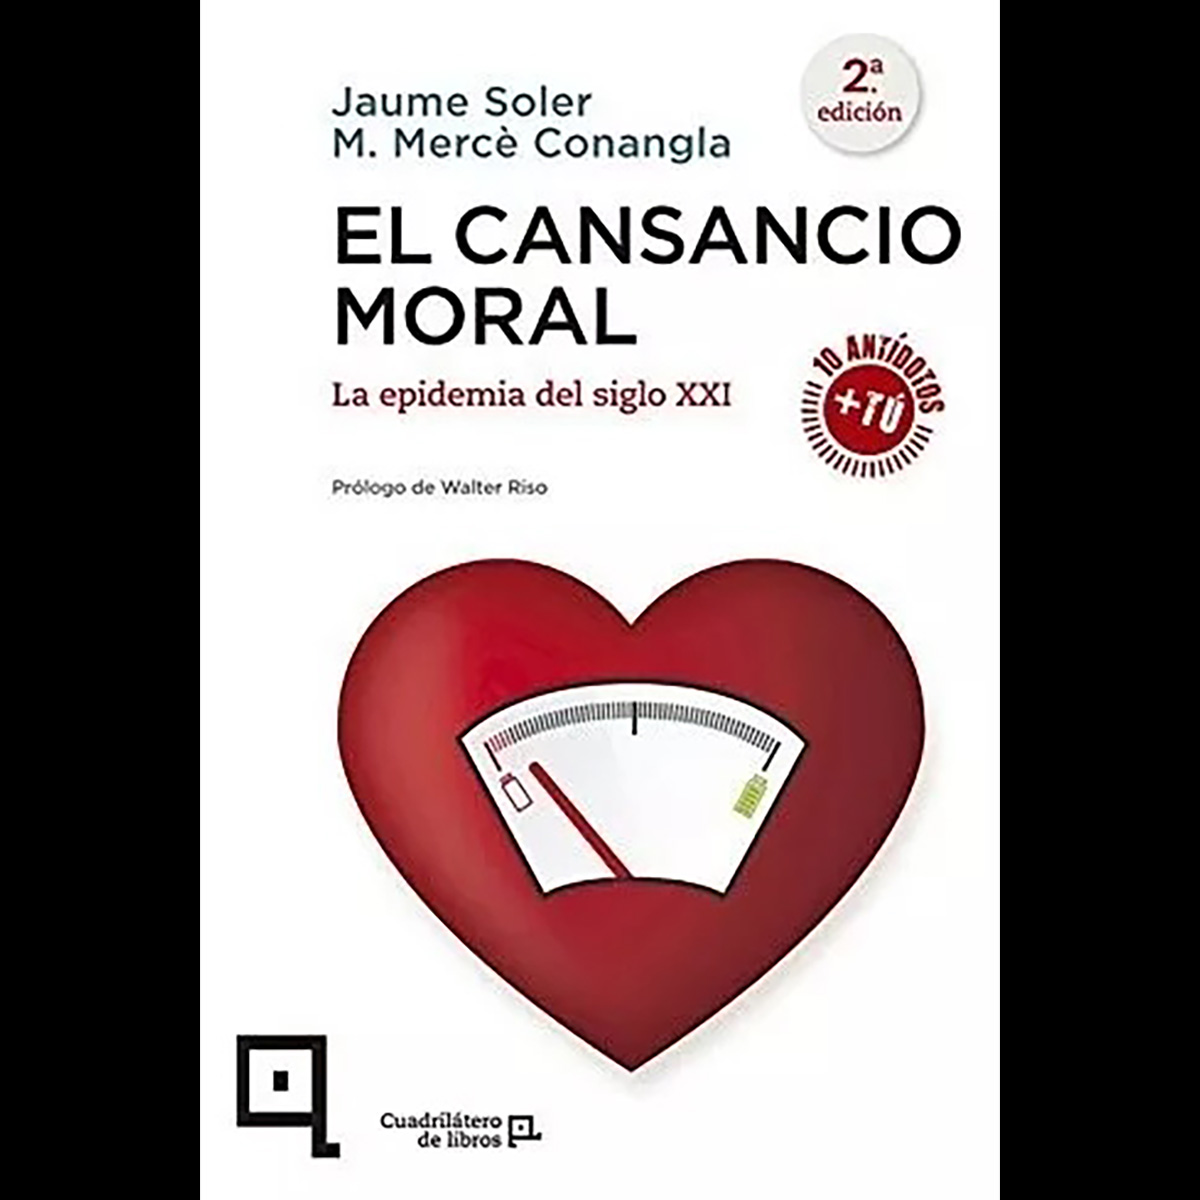 Jaume Soler
M. Mercè Conangla
2.ª
edición
EL CANSANCIO
MORAL
La epidemia del siglo XXI
10 ANTÍDOTOS
+ TÚ
Prólogo de Walter Riso
Cuadrilátero
de libros